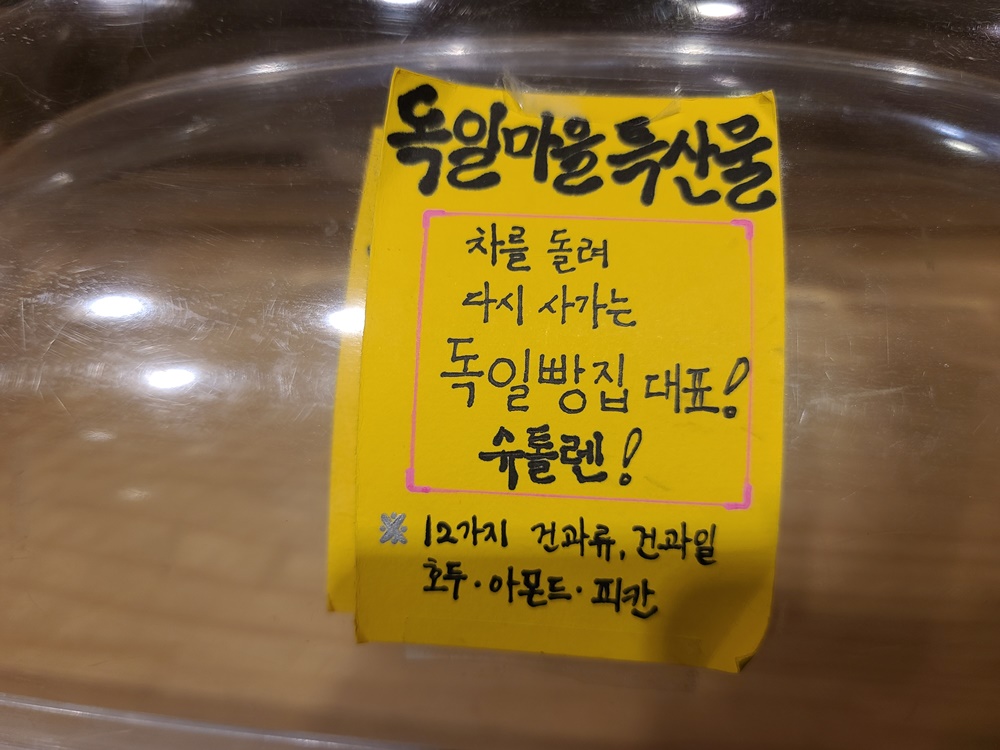 독일마을 특산물
차를 돌려
다시 사가는
독일빵집 대표!
슈톨렌!
※ 12가지 건과류, 건과일
호두·아몬드·피칸